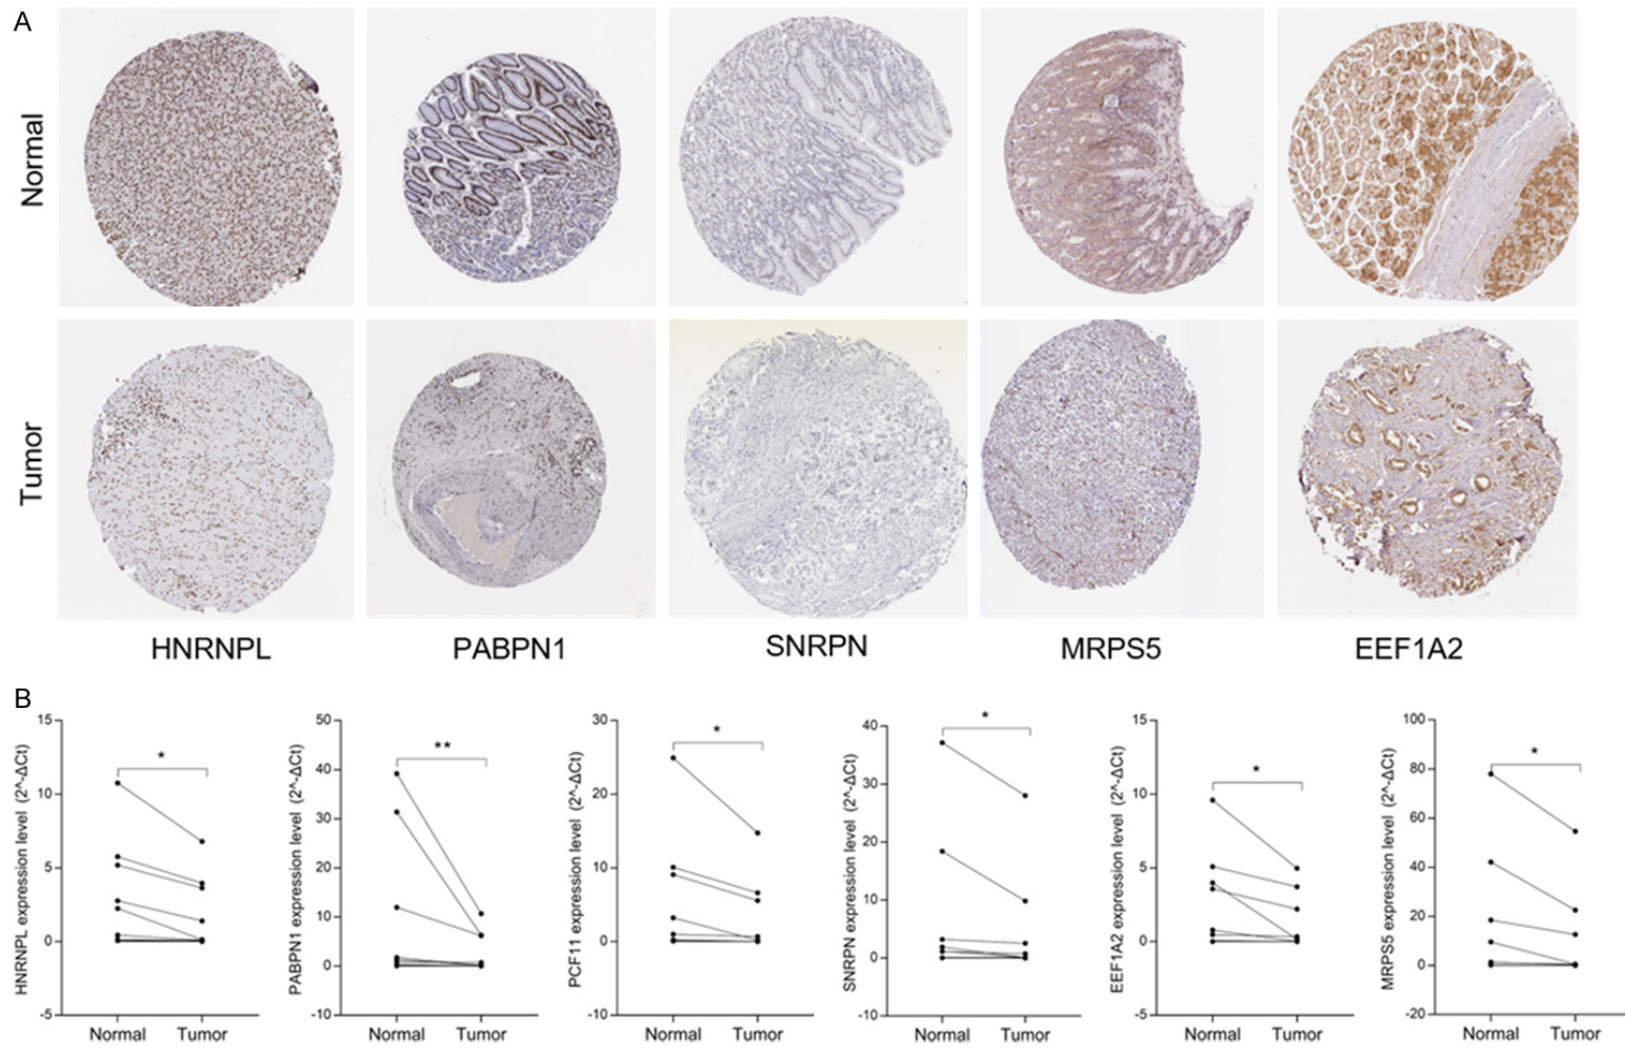 A
Normal
Tumor
HNRNPL
PABPN1
SNRPN
MRPS5
EEF1A2
B
HNRNPL expression level (2^-ΔCt)
15
10
5
0
-5
*
Normal
Tumor
PABPN1 expression level (2^-ΔCt)
50
40
30
20
10
0
-10
**
Normal
Tumor
PCF11 expression level (2^-ΔCt)
30
20
10
0
-10
*
Normal
Tumor
SNRPN expression level (2^-ΔCt)
40
30
20
10
0
-10
*
Normal
Tumor
EEF1A2 expression level (2^-ΔCt)
15
10
5
0
-5
*
Normal
Tumor
MRPS5 expression level (2^-ΔCt)
100
80
60
40
20
0
-20
*
Normal
Tumor